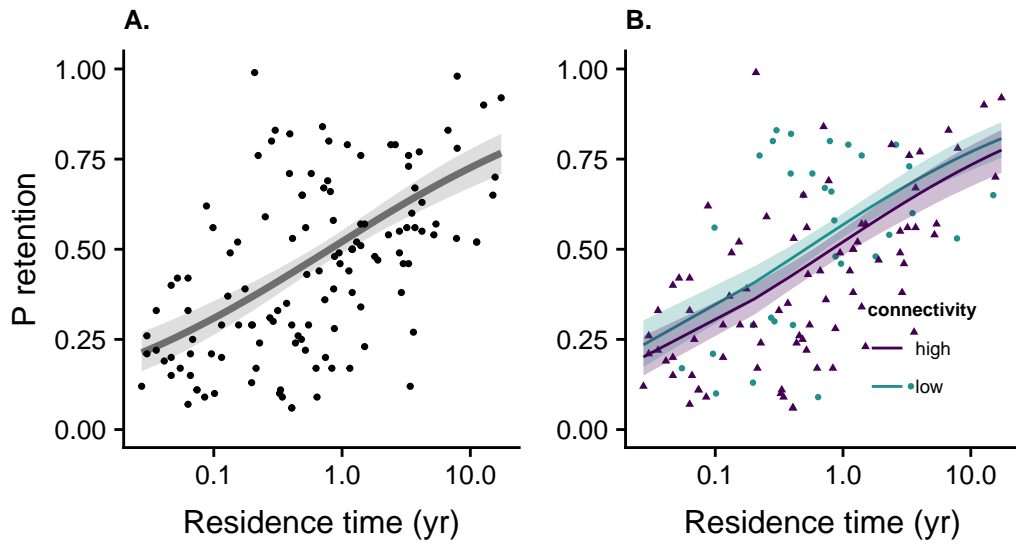 A.
P retention
1.00
0.75
0.50
0.25
0.00
0.1
1.0
10.0
Residence time (yr)
B.
1.00
0.75
0.50
0.25
0.00
connectivity
high
low
0.1
1.0
10.0
Residence time (yr)